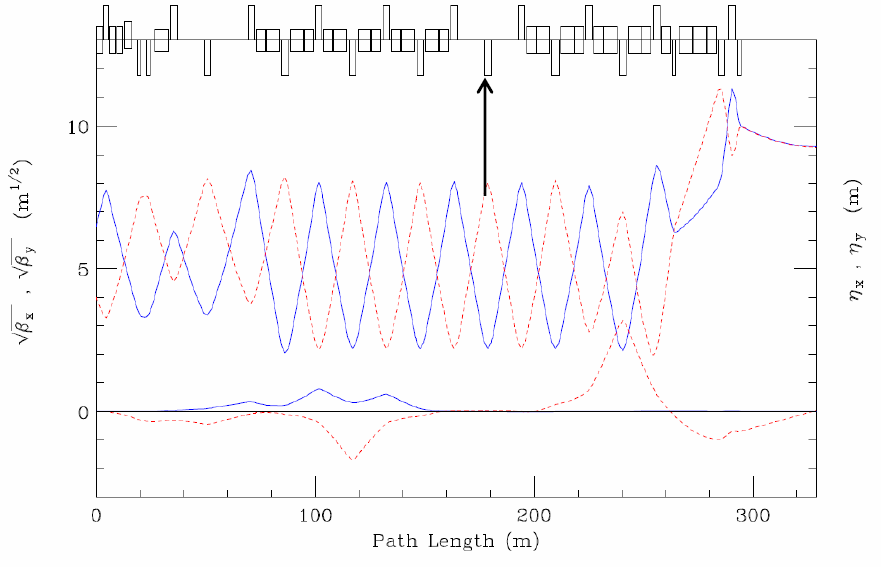 10
5
0
0
100
200
300
Path Length (m)
√βx , √βy (m1/2)
ηx , ηy (m)